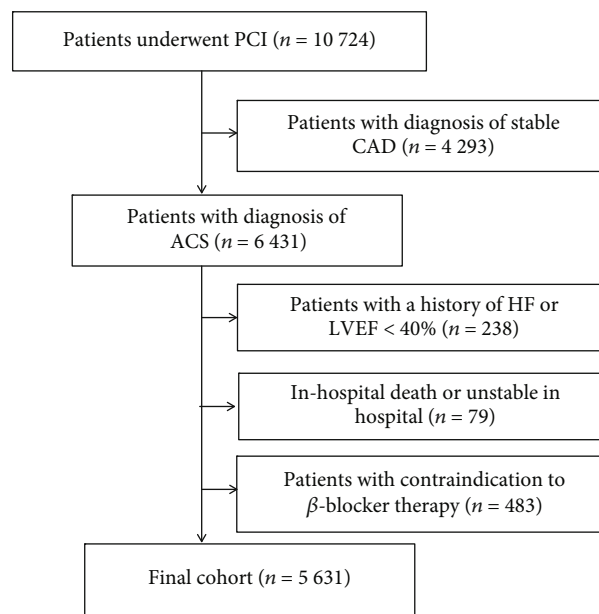 Patients underwent PCI (n = 10 724)
Patients with diagnosis of stable
CAD (n = 4 293)
Patients with diagnosis of
ACS (n = 6 431)
Patients with a history of HF or
LVEF < 40% (n = 238)
In-hospital death or unstable in
hospital (n = 79)
Patients with contraindication to
β-blocker therapy (n = 483)
Final cohort (n = 5 631)